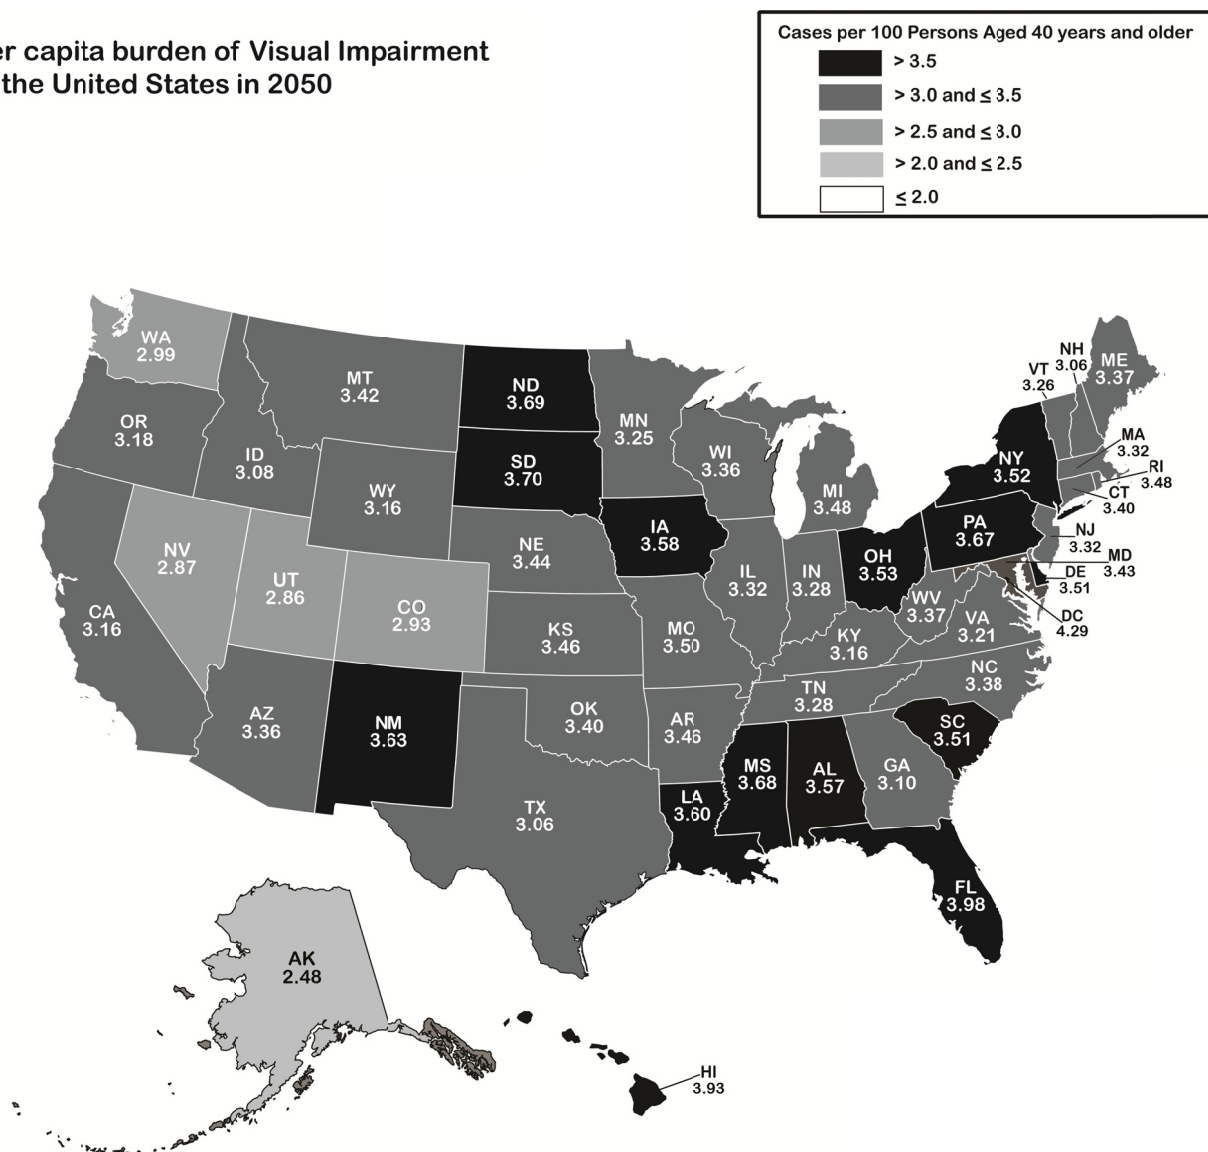 er capita burden of Visual Impairment
the United States in 2050
Cases per 100 Persons Aged 40 years and older
> 3.5
> 3.0 and ≤ 3.5
> 2.5 and ≤ 3.0
> 2.0 and ≤ 2.5
≤ 2.0
WA
2.99
OR
3.18
ID
3.08
MT
3.42
WY
3.16
NV
2.87
UT
2.86
CO
2.93
CA
3.16
AZ
3.36
NM
3.63
ND
3.69
SD
3.70
NE
3.44
KS
3.46
OK
3.40
TX
3.06
MN
3.25
IA
3.58
MO
3.50
AR
3.46
LA
3.60
WI
3.36
IL
3.32
MI
3.48
IN
3.28
OH
3.53
KY
3.16
TN
3.28
MS
3.68
AL
3.57
GA
3.10
FL
3.98
SC
3.51
NC
3.38
VA
3.21
WV
3.37
PA
3.67
NY
3.52
VT
3.26
NH
3.06
ME
3.37
MA
3.32
RI
3.48
CT
3.40
NJ
3.32
MD
3.43
DE
3.51
DC
4.29
AK
2.48
HI
3.93